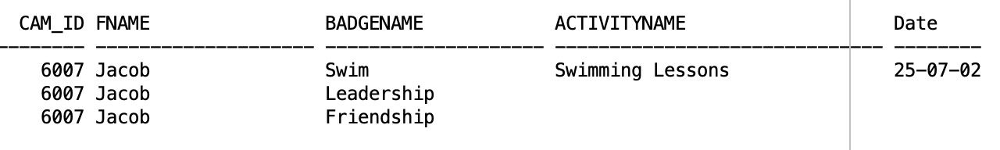 CAM_ID FNAME BADGENAME ACTIVITYNAME Date
-------- -------------------- -------------------- ------------------------------ --------
6007 Jacob Swim Swimming Lessons 25-07-02
6007 Jacob Leadership
6007 Jacob Friendship